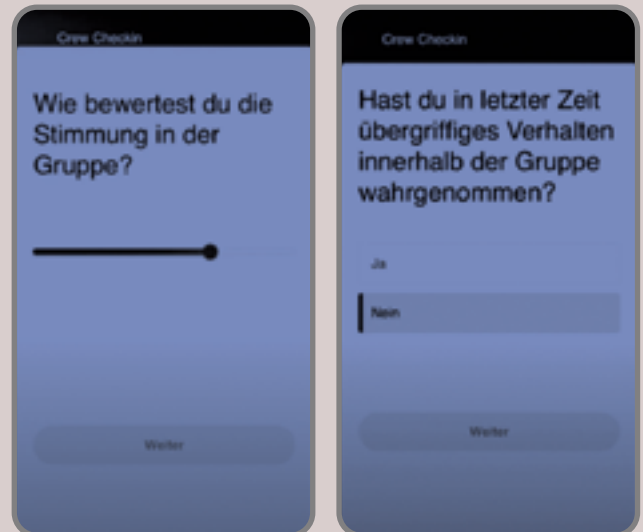 Crew Checkin
Wie bewertest du die
Stimmung in der
Gruppe?
Weiter
Crew Checkin
Hast du in letzter Zeit
übergriffiges Verhalten
innerhalb der Gruppe
wahrgenommen?
Ja
Nein
Weiter